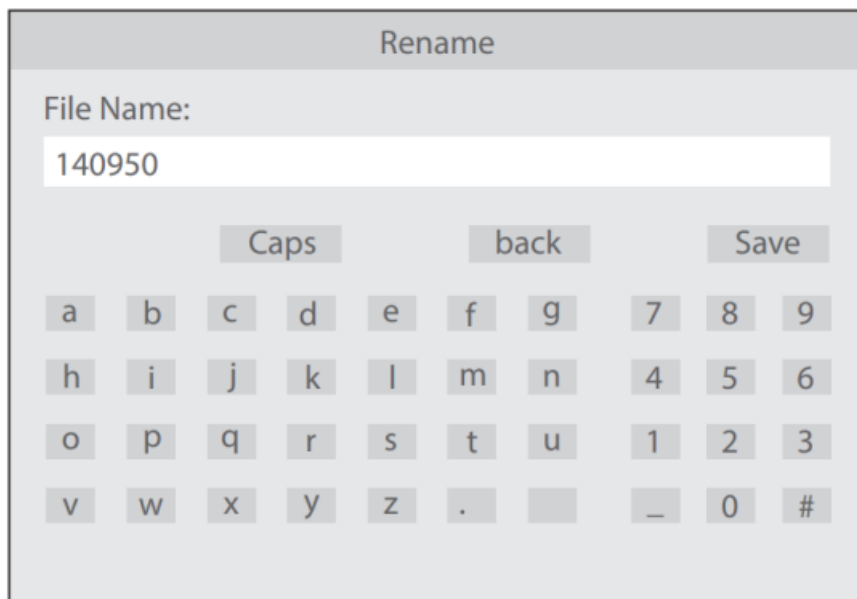 Rename
File Name:
140950
Caps back Save
a b c d e f g 7 8 9
h i j k l m n 4 5 6
o p q r s t u 1 2 3
v w x y z . _ 0 #